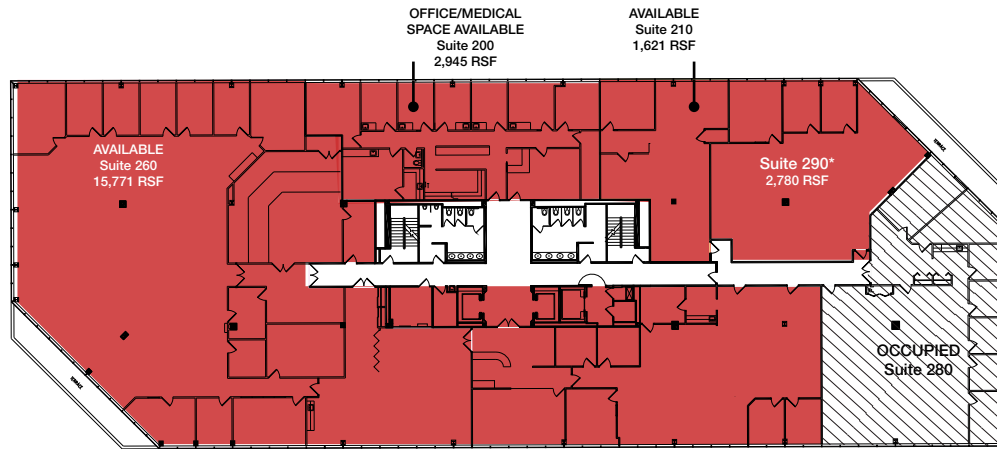 OFFICE/MEDICAL
SPACE AVAILABLE
Suite 200
2,945 RSF
AVAILABLE
Suite 210
1,621 RSF
AVAILABLE
Suite 260
15,771 RSF
Suite 290*
2,780 RSF
OCCUPIED
Suite 280